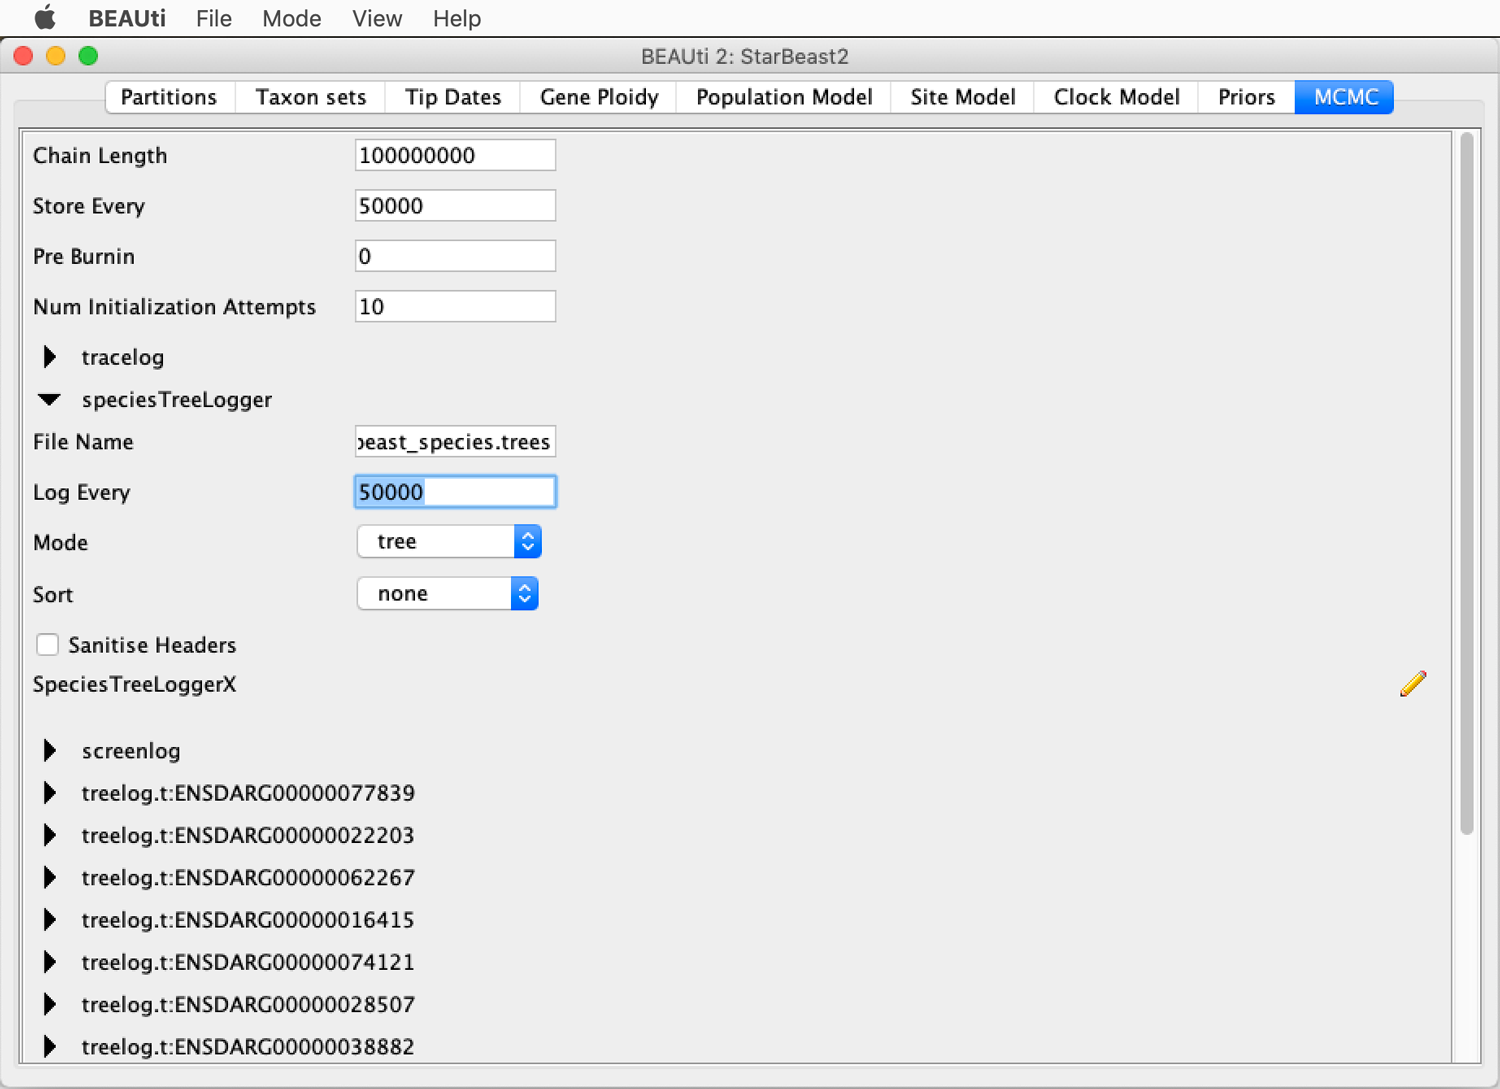 BEAUti File Mode View Help
BEAUti 2: StarBeast2
Partitions Taxon sets Tip Dates Gene Ploidy Population Model Site Model Clock Model Priors MCMC
Chain Length 100000000
Store Every 50000
Pre Burnin 0
Num Initialization Attempts 10
tracelog
speciesTreeLogger
File Name beast_species.trees
Log Every 50000
Mode tree
Sort none
Sanitise Headers
SpeciesTreeLoggerX
screenlog
treelog.t:ENSDARG00000077839
treelog.t:ENSDARG00000022203
treelog.t:ENSDARG00000062267
treelog.t:ENSDARG00000016415
treelog.t:ENSDARG00000074121
treelog.t:ENSDARG00000028507
treelog.t:ENSDARG00000038882